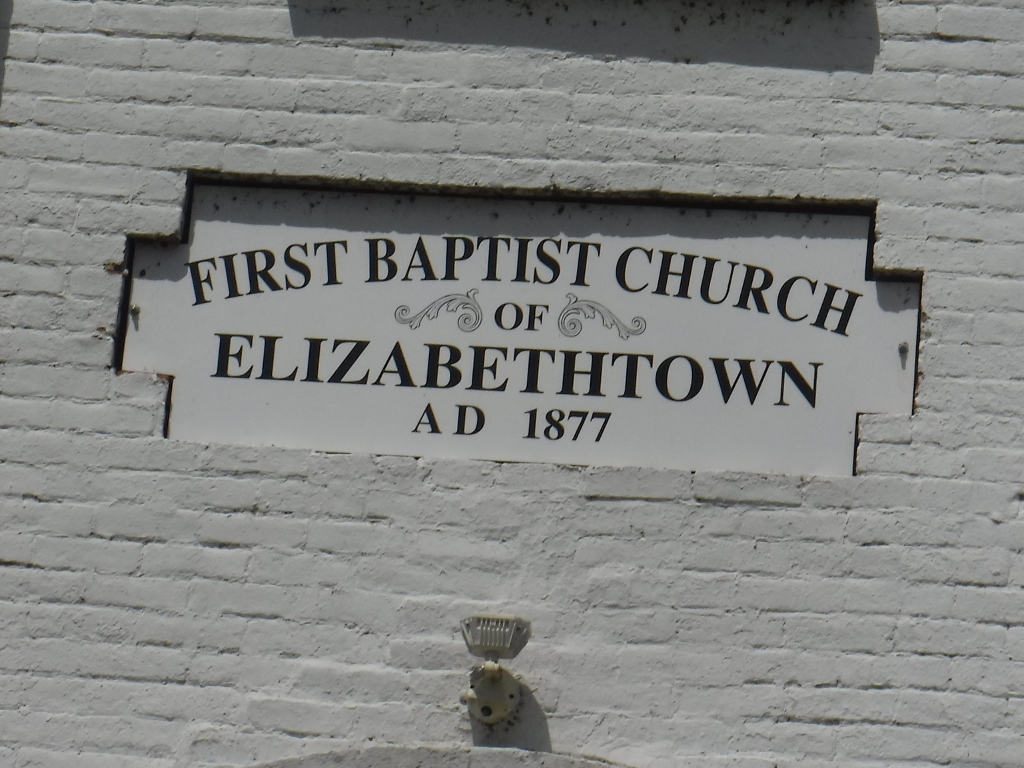 FIRST BAPTIST CHURCH
OF
ELIZABETHTOWN
AD 1877